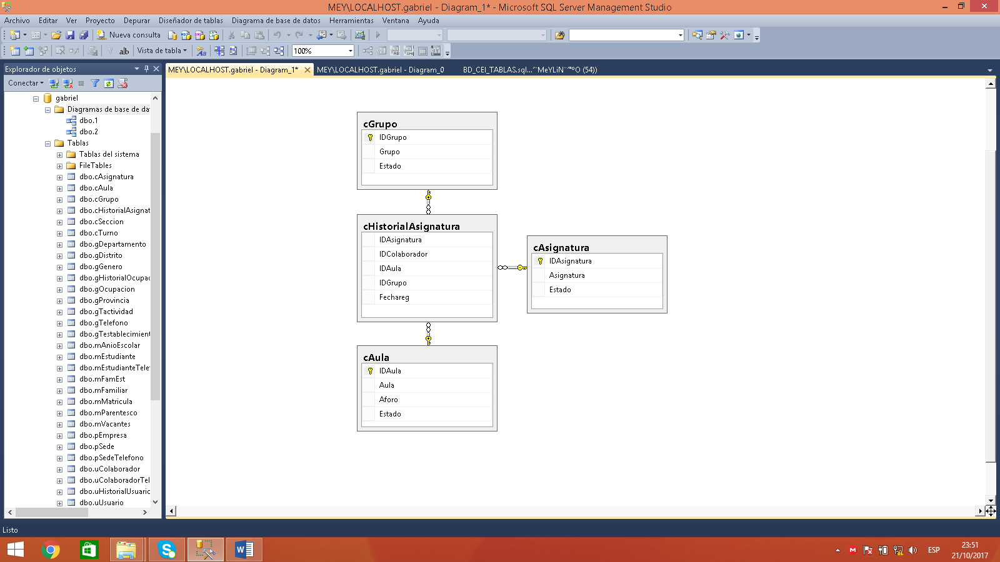 MEY\LOCALHOST.gabriel - Diagram_1* - Microsoft SQL Server Management Studio
Archivo Editar Ver Proyecto Depurar Diseñador de tablas Diagrama de base de datos Herramientas Ventana Ayuda
Nueva consulta
Vista de tabla
100%
Explorador de objetos
MEY\LOCALHOST.gabriel - Diagram_1*
MEY\LOCALHOST.gabriel - Diagram_0
BD_CEI_TABLAS.sql...
Conectar
gabriel
Diagramas de base de da
dbo.1
dbo.2
Tablas
Tablas del sistema
FileTables
dbo.cAsignatura
dbo.cAula
dbo.cGrupo
dbo.cHistorialAsignat
dbo.cSeccion
dbo.cTurno
dbo.gDepartamento
dbo.gDistrito
dbo.gGenero
dbo.gHistorialOcupac
dbo.gOcupacion
dbo.gProvincia
dbo.gTactividad
dbo.gTelefono
dbo.gTestablecimient
dbo.mAnioEscolar
dbo.mEstudiante
dbo.mEstudianteTele
dbo.mFamEst
dbo.mFamiliar
dbo.mMatricula
dbo.mParentesco
dbo.mVacantes
dbo.pEmpresa
dbo.pSede
dbo.pSedeTelefono
dbo.uColaborador
dbo.uColaboradorTel
dbo.uHistorialUsuario
dbo.uUsuario
cGrupo
IDGrupo
Grupo
Estado
cHistorialAsignatura
IDAsignatura
IDColaborador
IDAula
IDGrupo
Fechareg
cAsignatura
IDAsignatura
Asignatura
Estado
cAula
IDAula
Aula
Aforo
Estado
Listo
ESP
23:51
21/10/2017